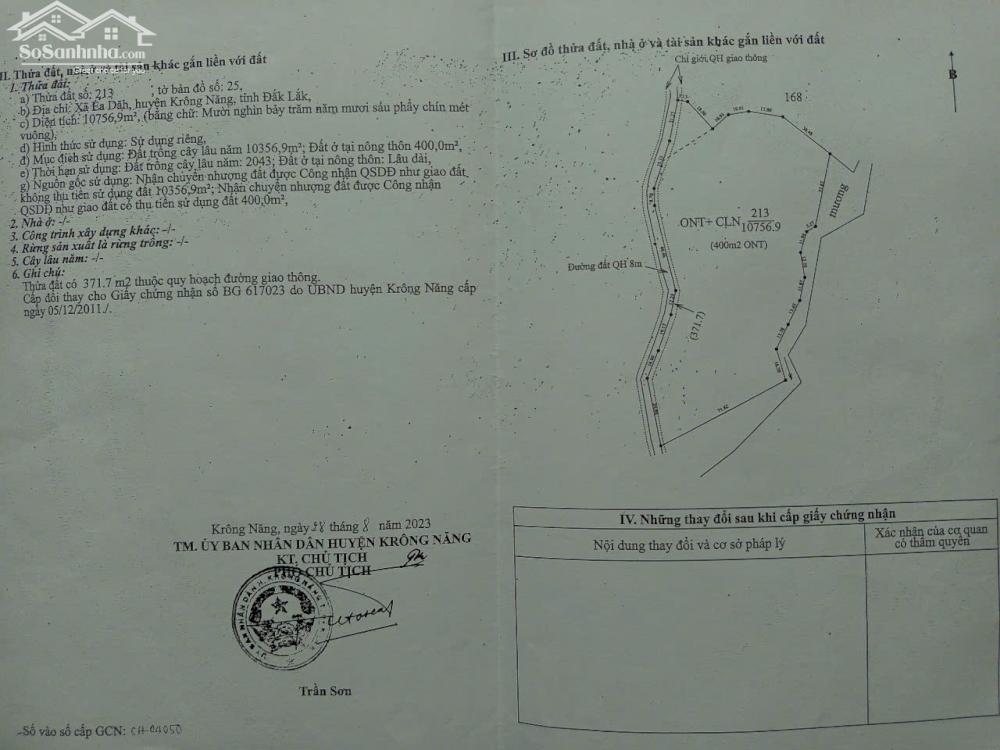 SoSanhnha.com
II. Thửa đất, nhà ở và tài sản khác gắn liền với đất
1. Thửa đất:
a) Thửa đất số: 213 ; tờ bản đồ số: 25,
b) Địa chỉ: Xã Ea Dăh, huyện Krông Năng, tỉnh Đắk Lắk,
c) Diện tích: 10756,9m², (bằng chữ: Mười nghìn bảy trăm năm mươi sáu phẩy chín mét
vuông),
d) Hình thức sử dụng: Sử dụng riêng,
đ) Mục đích sử dụng: Đất trồng cây lâu năm 10356,9m²; Đất ở tại nông thôn 400,0m²,
e) Thời hạn sử dụng: Đất trồng cây lâu năm: 2043; Đất ở tại nông thôn: Lâu dài,
g) Nguồn gốc sử dụng: Nhận chuyển nhượng đất được Công nhận QSDĐ như giao đất
không thu tiền sử dụng đất 10356,9m²; Nhận chuyển nhượng đất được Công nhận
QSDĐ như giao đất có thu tiền sử dụng đất 400,0m²,
2. Nhà ở: -/-
3. Công trình xây dựng khác: -/-
4. Rừng sản xuất là rừng trồng: -/-
5. Cây lâu năm: -/-
6. Ghi chú:
Thửa đất có 371.7 m2 thuộc quy hoạch đường giao thông.
Cấp đổi thay cho Giấy chứng nhận số BG 617023 do UBND huyện Krông Năng cấp
ngày 05/12/2011./.
Krông Năng, ngày 28 tháng 8 năm 2023
TM. ỦY BAN NHÂN DÂN HUYỆN KRÔNG NĂNG
KT. CHỦ TỊCH
PHÓ CHỦ TỊCH
Trần Sơn
Số vào sổ cấp GCN: CH-04050
III. Sơ đồ thửa đất, nhà ở và tài sản khác gắn liền với đất
Chỉ giới QH giao thông
B
168
mương
ONT+ CLN 213
10756.9
(400m2 ONT)
Đường đất QH 8m
(371.7)
71.62
IV. Những thay đổi sau khi cấp giấy chứng nhận
Nội dung thay đổi và cơ sở pháp lý
Xác nhận của cơ quan
có thẩm quyền